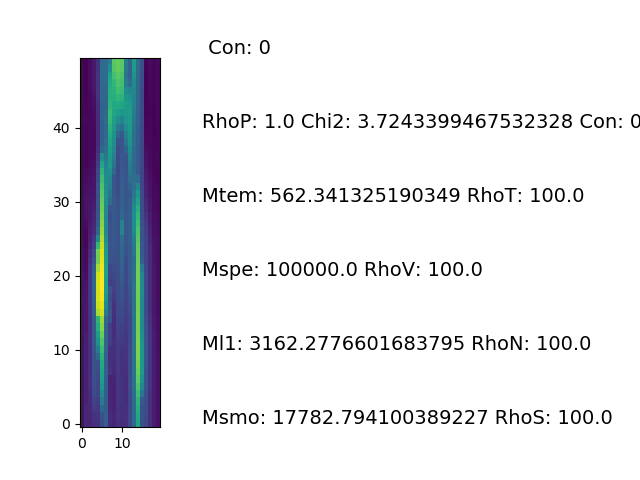 Con: 0
RhoP: 1.0 Chi2: 3.7243399467532328 Con: 0
Mtem: 562.341325190349 RhoT: 100.0
Mspe: 100000.0 RhoV: 100.0
Ml1: 3162.2776601683795 RhoN: 100.0
Msmo: 17782.794100389227 RhoS: 100.0
40
30
20
10
0
0 10